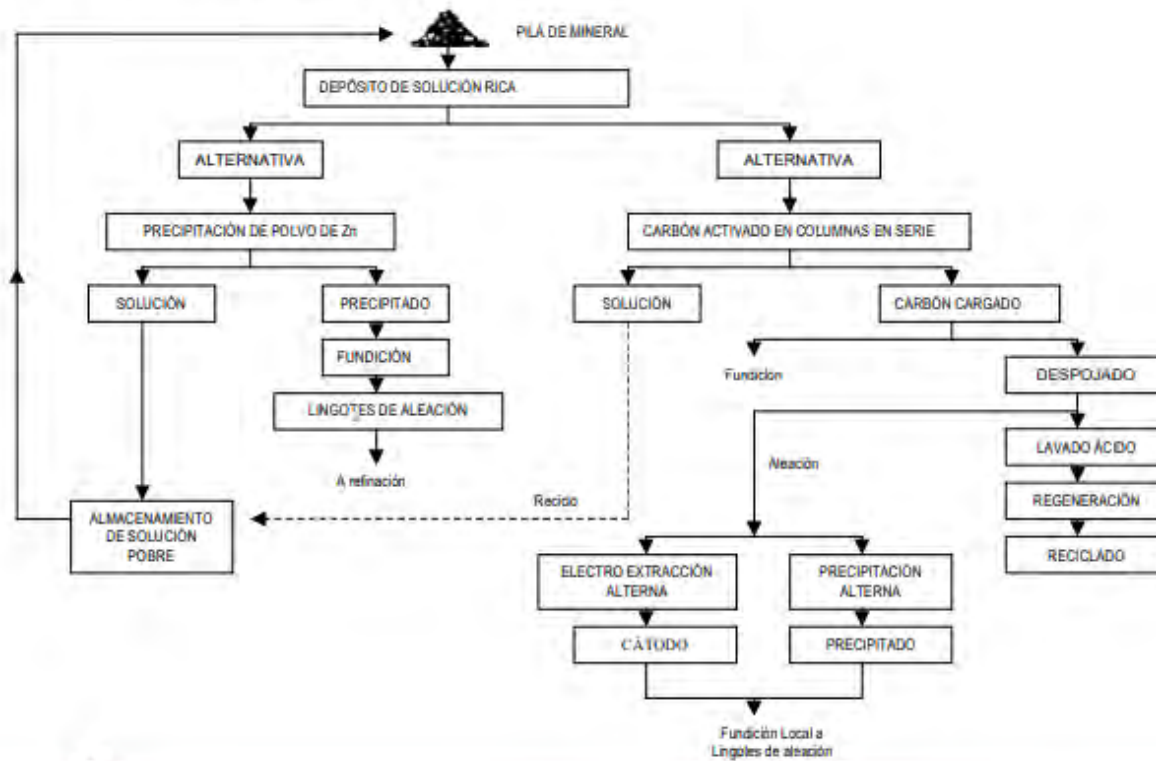 PILA DE MINERAL
DEPÓSITO DE SOLUCIÓN RICA
ALTERNATIVA
ALTERNATIVA
PRECIPITACIÓN DE POLVO DE Zn
CARBÓN ACTIVADO EN COLUMNAS EN SERIE
SOLUCIÓN
PRECIPITADO
SOLUCIÓN
CARBÓN CARGADO
FUNDICIÓN
Fundición
DESPOJADO
LINGOTES DE ALEACIÓN
LAVADO ÁCIDO
Aleación
A refinación
REGENERACIÓN
Reciclo
ALMACENAMIENTO
DE SOLUCIÓN
POBRE
RECICLADO
ELECTRO EXTRACCIÓN
ALTERNA
PRECIPITACIÓN
ALTERNA
CÁTODO
PRECIPITADO
Fundición Local a
Lingotes de aleación